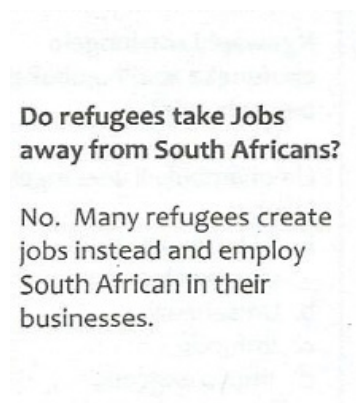 Do refugees take Jobs
away from South Africans?
No. Many refugees create
jobs instead and employ
South African in their
businesses.